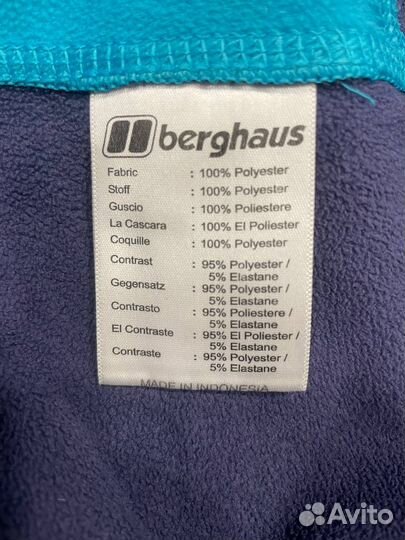 berghaus
Fabric : 100% Polyester
Stoff : 100% Polyester
Guscio : 100% Poliestere
La Cascara : 100% El Poliester
Coquille : 100% Polyester
Contrast : 95% Polyester /
5% Elastane
Gegensatz : 95% Polyester /
5% Elastane
Contrasto : 95% Poliestere /
5% Elastane
El Contraste : 95% El Poliester /
5% Elastane
Contraste : 95% Polyester /
5% Elastane
MADE IN INDONESIA
Avito